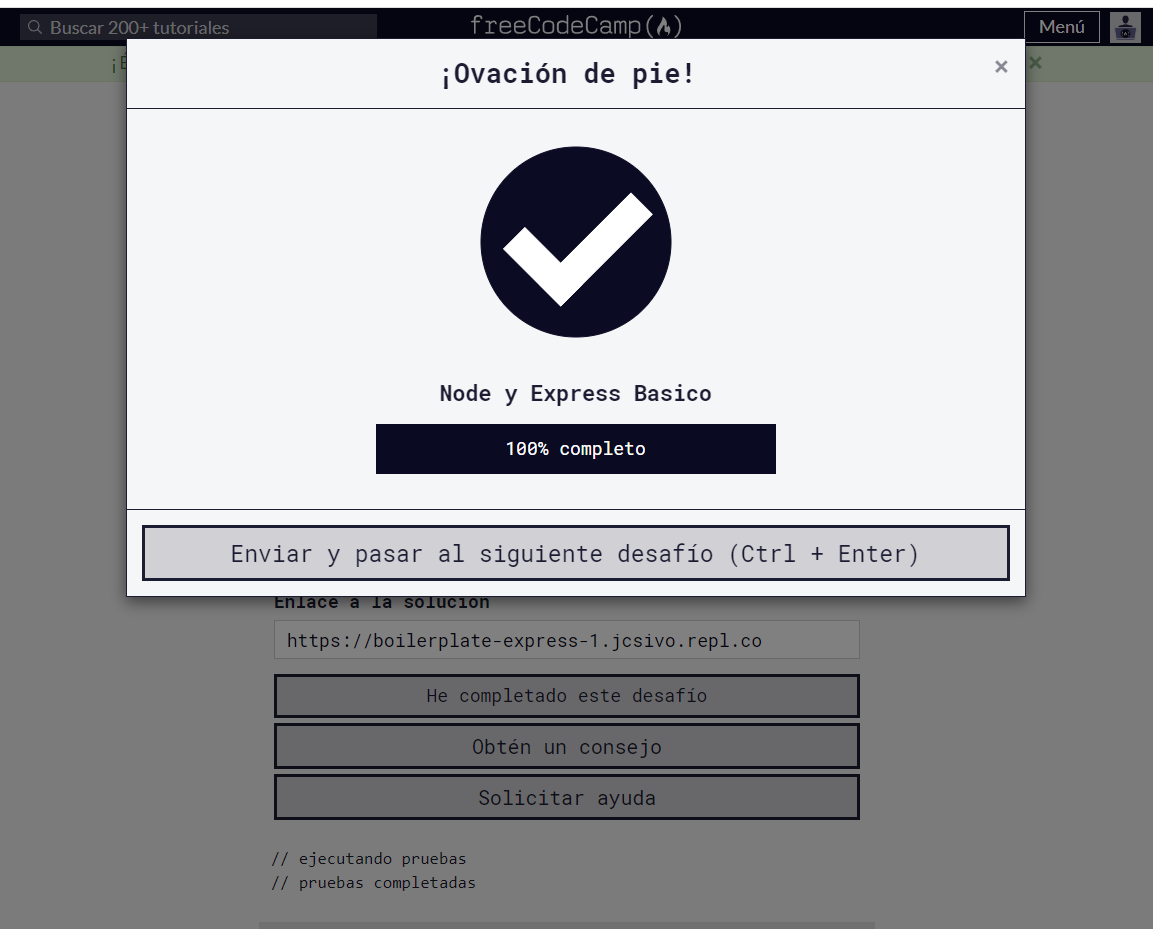 Buscar 200+ tutoriales
freeCodeCamp(🔥)
Menú
¡Ovación de pie!
×
×
Node y Express Basico
100% completo
Enviar y pasar al siguiente desafío (Ctrl + Enter)
Enlace a la solución
https://boilerplate-express-1.jcsivo.repl.co
He completado este desafío
Obtén un consejo
Solicitar ayuda
// ejecutando pruebas
// pruebas completadas